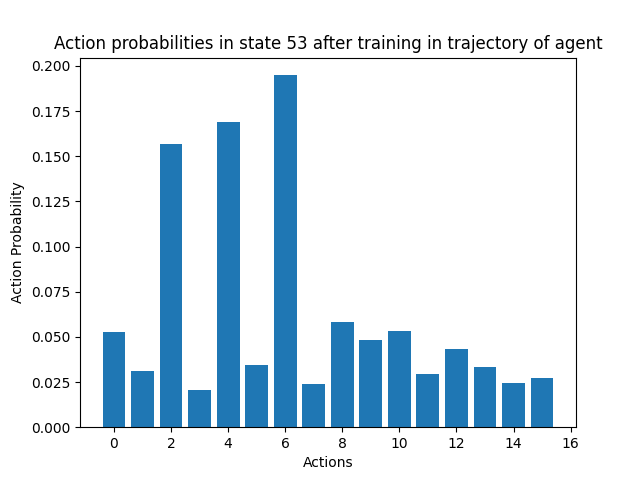 Action probabilities in state 53 after training in trajectory of agent
0.200
0.175
0.150
0.125
0.100
0.075
0.050
0.025
0.000
Action Probability
0 2 4 6 8 10 12 14 16
Actions